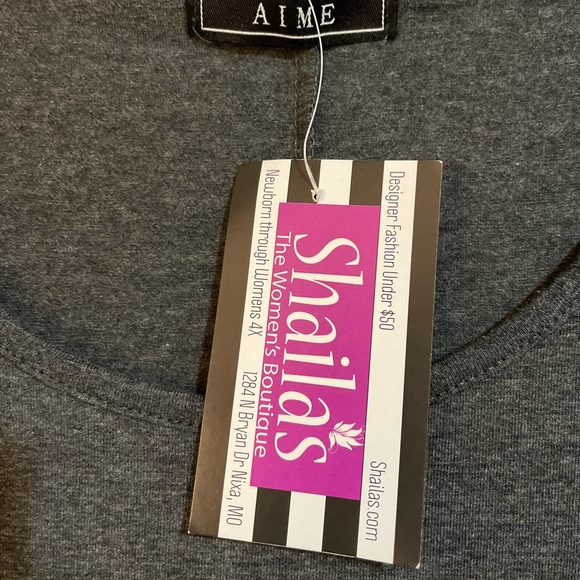 AIME
Designer Fashion Under $50
Shailas.com
Shailas
The Women's Boutique
Newborn through Womens 4X
1284 N Bryan Dr Nixa, MO